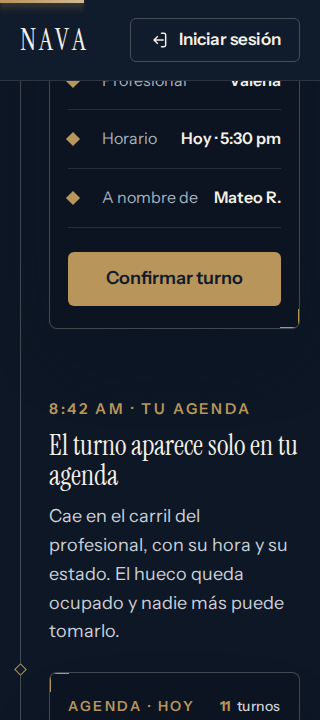 NAVA
Iniciar sesión
Profesional Valeria
Horario Hoy · 5:30 pm
A nombre de Mateo R.
Confirmar turno
8:42 AM · TU AGENDA
El turno aparece solo en tu
agenda
Cae en el carril del
profesional, con su hora y su
estado. El hueco queda
ocupado y nadie más puede
tomarlo.
AGENDA · HOY 11 turnos